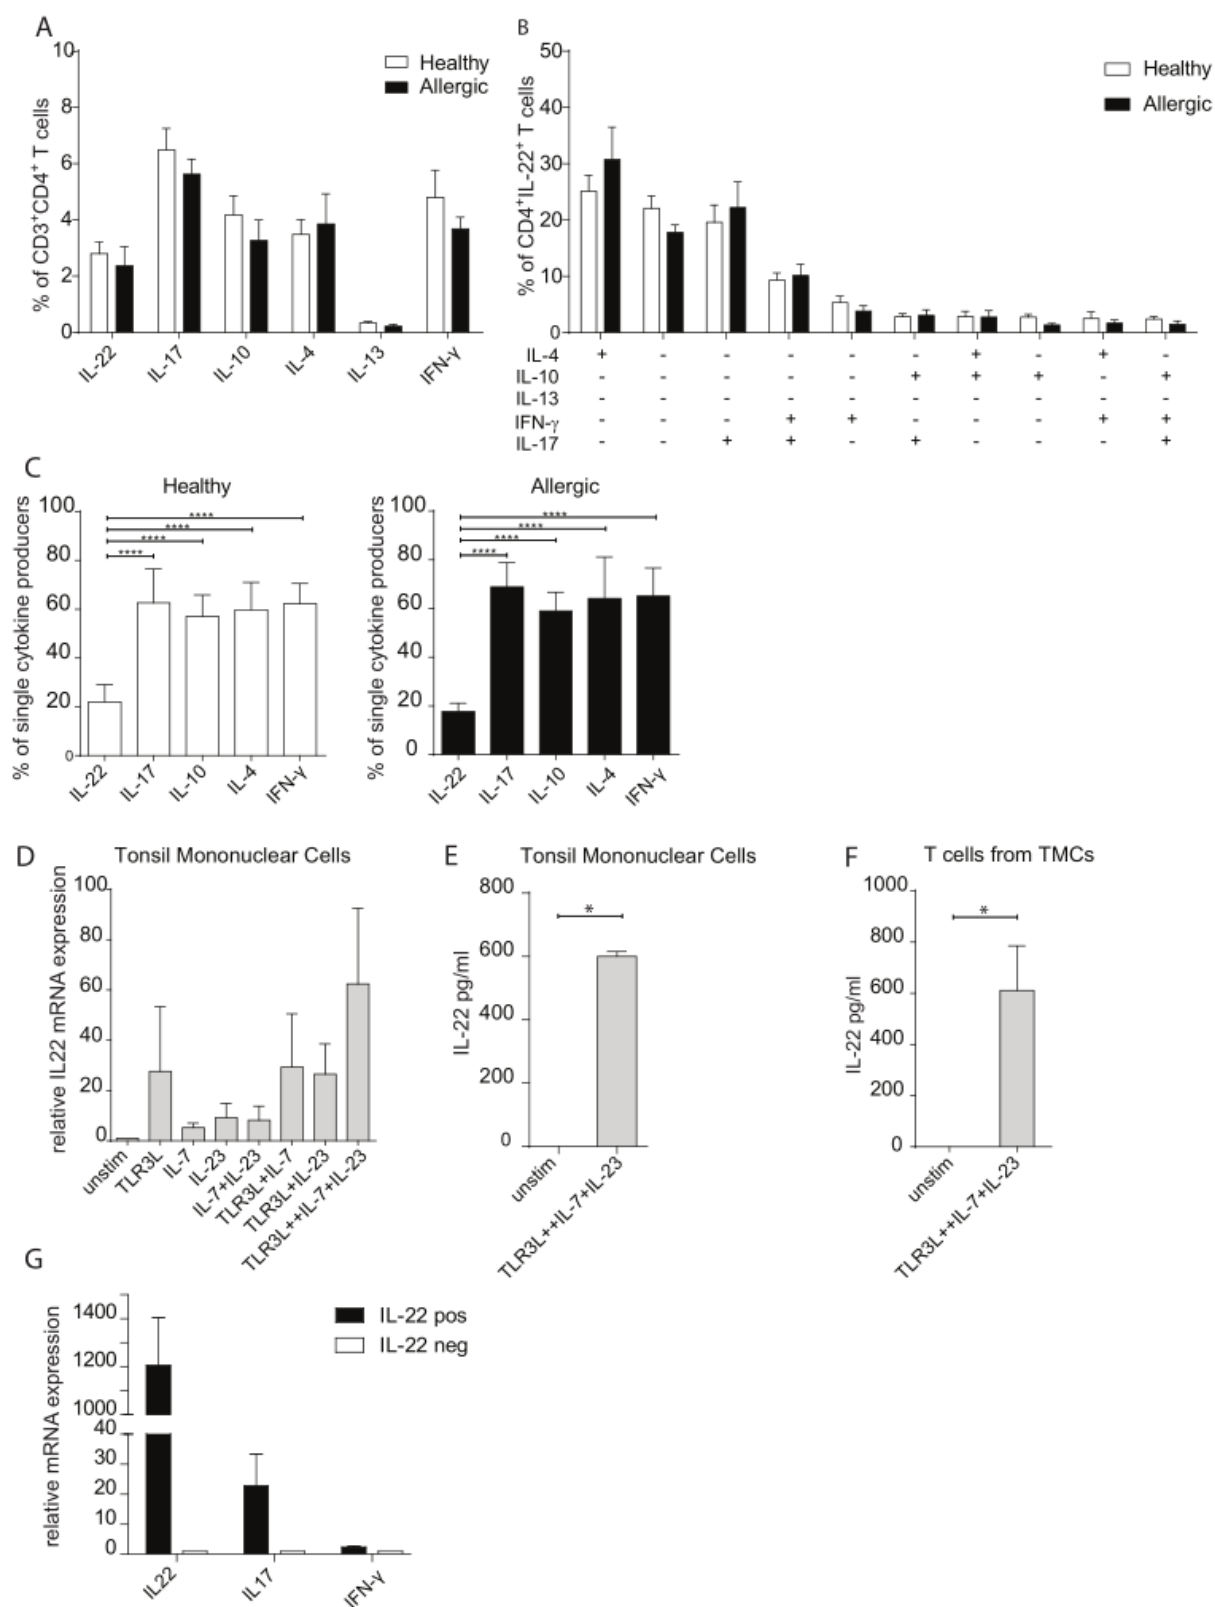 A
10
8
6
4
2
0
% of CD3+CD4+ T cells
Healthy
Allergic
IL-22
IL-17
IL-10
IL-4
IL-13
IFN-γ
B
50
40
30
20
10
0
% of CD4+IL-22+ T cells
Healthy
Allergic
IL-4 + - - - - - + - + -
IL-10 - - - - - + + + - +
IL-13 - - - - - - - - - -
IFN-γ - - - + + - - - + +
IL-17 - - + + - + - - - +
C
Healthy
100
80
60
40
20
0
% of single cytokine producers
****
****
****
****
IL-22
IL-17
IL-10
IL-4
IFN-γ
Allergic
100
80
60
40
20
0
% of single cytokine producers
****
****
****
****
IL-22
IL-17
IL-10
IL-4
IFN-γ
D
Tonsil Mononuclear Cells
100
80
60
40
20
0
relative IL22 mRNA expression
unstim
TLR3L
IL-7
IL-23
IL-7+IL-23
TLR3L+IL-7
TLR3L+IL-23
TLR3L++IL-7+IL-23
E
Tonsil Mononuclear Cells
800
600
400
200
0
IL-22 pg/ml
*
unstim
TLR3L++IL-7+IL-23
F
T cells from TMCs
1000
800
600
400
200
0
IL-22 pg/ml
*
unstim
TLR3L++IL-7+IL-23
G
1400
1200
1000
40
30
20
10
0
relative mRNA expression
IL-22 pos
IL-22 neg
IL22
IL17
IFN-γ